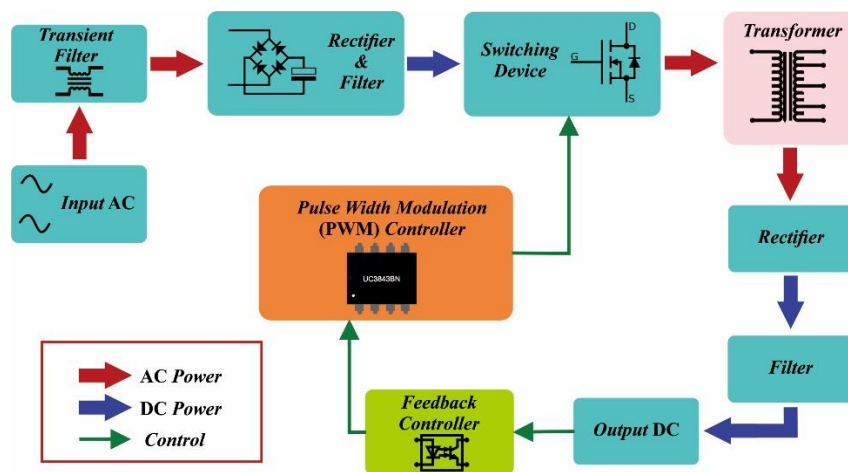 Transient
Filter
Rectifier
&
Filter
Switching
Device
D
G
S
Transformer
Input AC
Pulse Width Modulation
(PWM) Controller
UC3843BN
Rectifier
Filter
AC Power
DC Power
Control
Feedback
Controller
Output DC